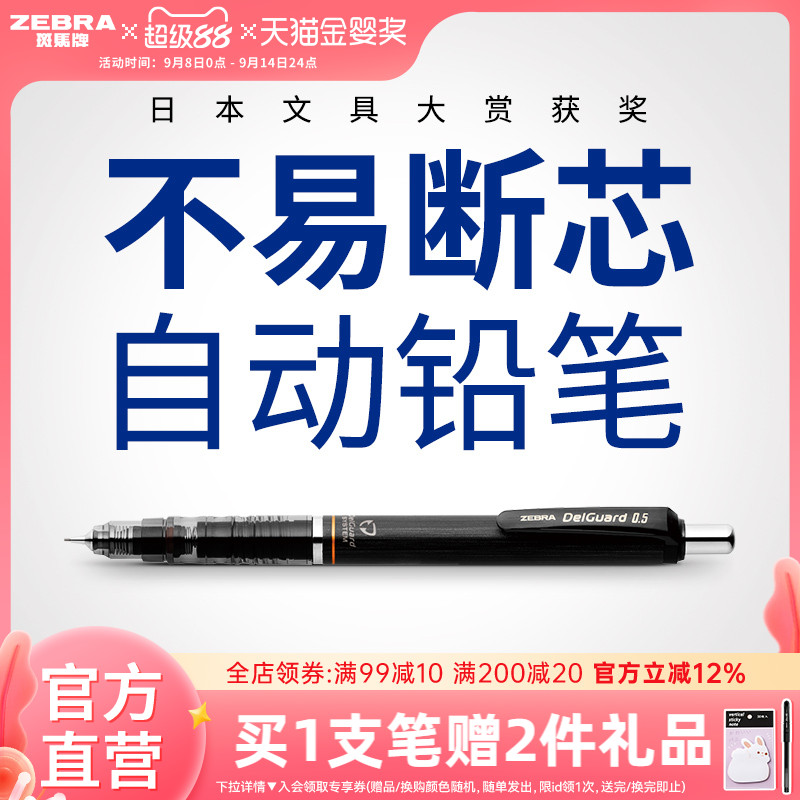 ZEBRA
斑馬牌
×超级88×天猫金婴奖
活动时间：9月8日0点 - 9月14日24点
日本文具大赏获奖
不易断芯
自动铅笔
ZEBRA DelGuard 0.5
DelGuard
SYSTEM
官方
直营
全店领券:满99减10 满200减20 官方立减12%
买1支笔赠2件礼品
vertical
sticky
note
下拉详情▼入会领取专享券(赠品/换购颜色随机, 随单发出, 限id领1次, 送完/换完即止)